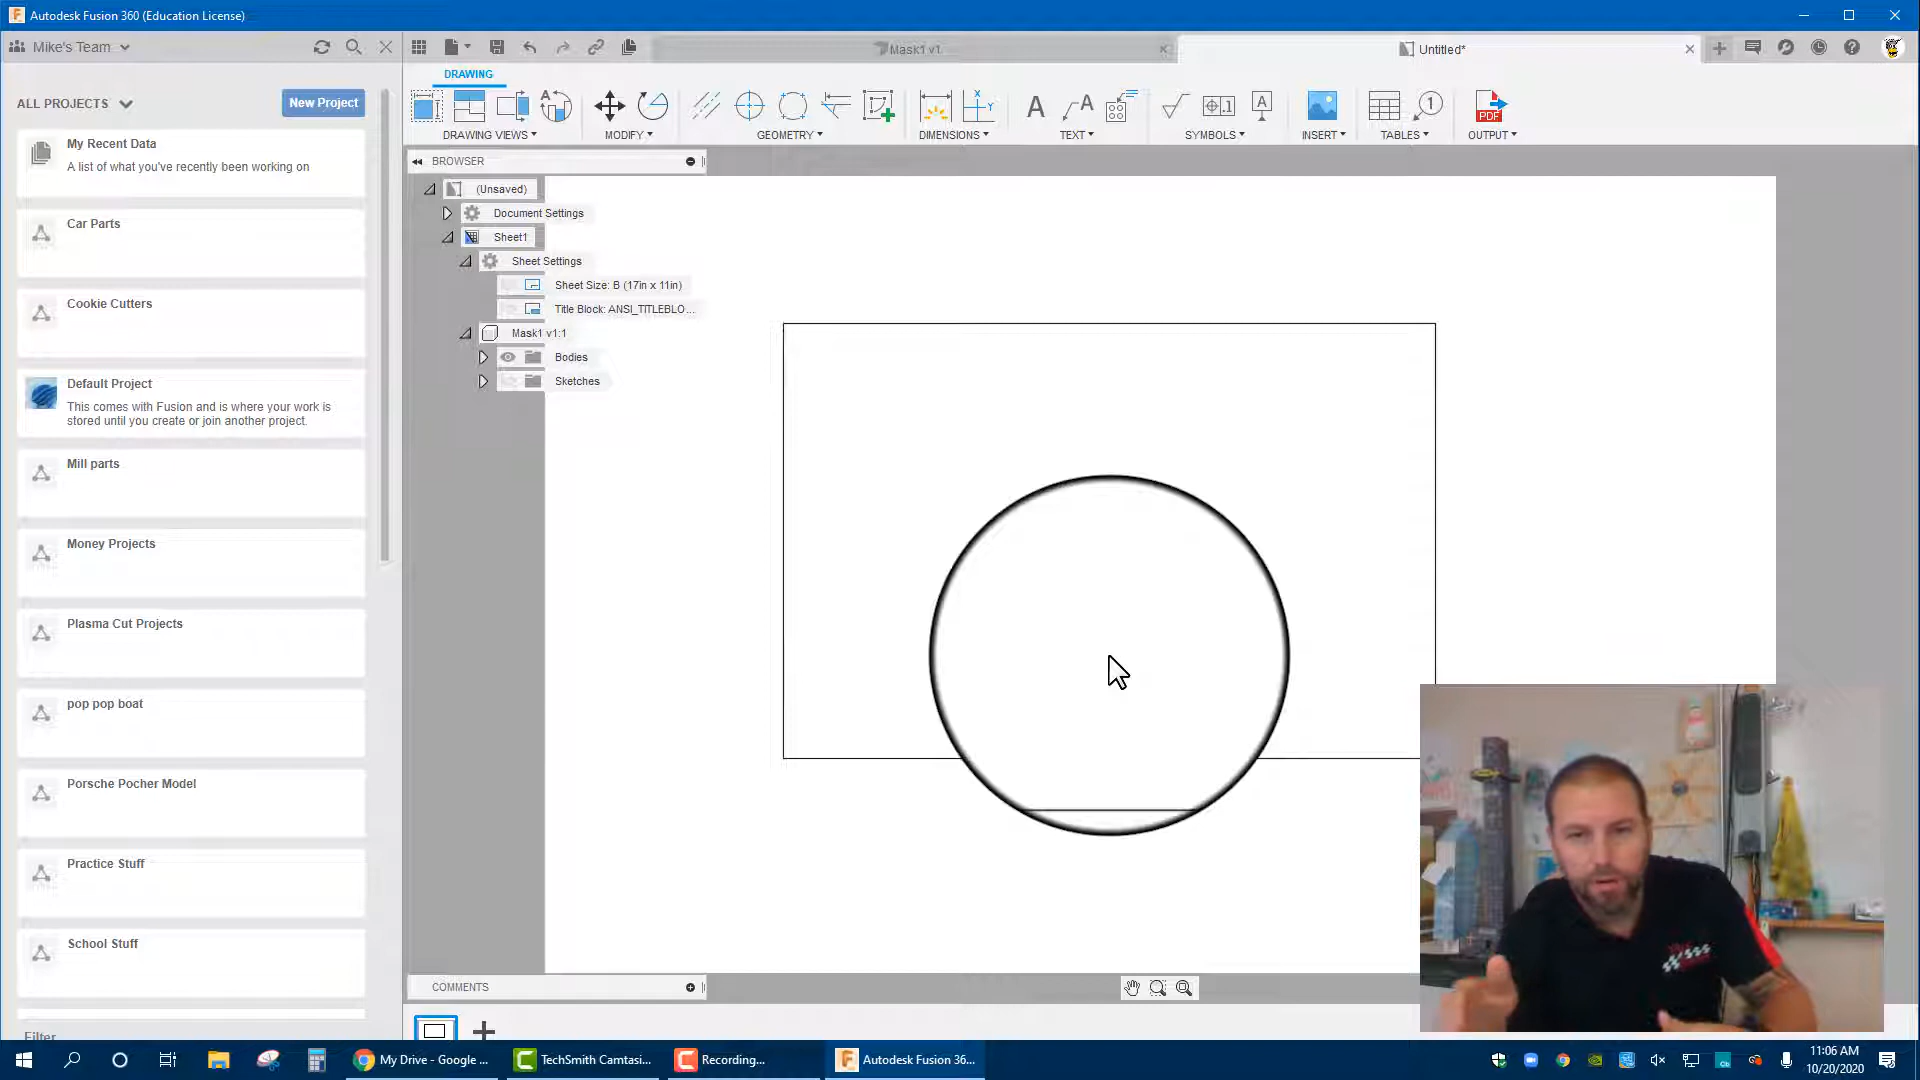 Autodesk Fusion 360 (Education License)
Mike's Team
Mask1 v1
Untitled*
DRAWING
ALL PROJECTS
New Project
DRAWING VIEWS
MODIFY
GEOMETRY
DIMENSIONS
TEXT
SYMBOLS
INSERT
TABLES
PDF
OUTPUT
My Recent Data
A list of what you've recently been working on
Car Parts
Cookie Cutters
Default Project
This comes with Fusion and is where your work is
stored until you create or join another project.
Mill parts
Money Projects
Plasma Cut Projects
pop pop boat
Porsche Pocher Model
Practice Stuff
School Stuff
Filter
BROWSER
(Unsaved)
Document Settings
Sheet1
Sheet Settings
Sheet Size: B (17in x 11in)
Title Block: ANSI_TITLEBLO...
Mask1 v1:1
Bodies
Sketches
COMMENTS
My Drive - Google ...
TechSmith Camtasi...
Recording...
Autodesk Fusion 36...
11:06 AM
10/20/2020